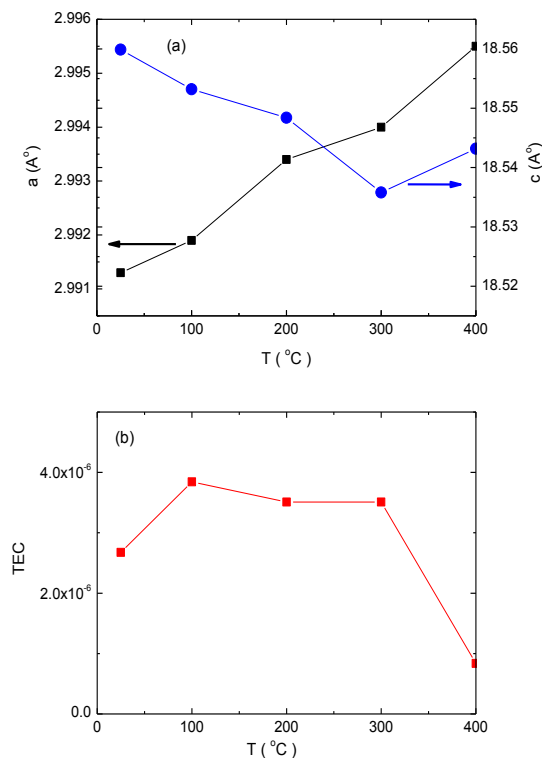 (a)
2.996
2.995
2.994
2.993
2.992
2.991
a (A°)
18.56
18.55
18.54
18.53
18.52
c (A°)
0 100 200 300 400
T ( °C )
(b)
4.0x10⁻⁶
2.0x10⁻⁶
0.0
TEC
0 100 200 300 400
T ( °C )